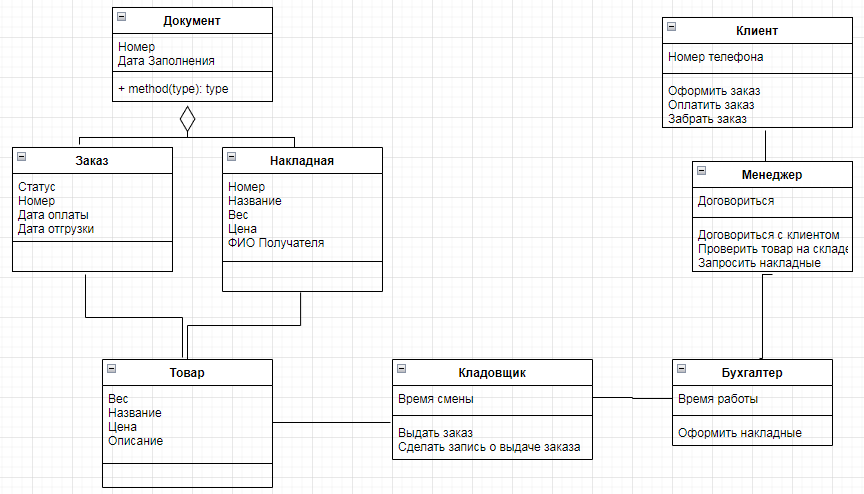 Документ
Номер
Дата Заполнения
+ method(type): type
Клиент
Номер телефона
Оформить заказ
Оплатить заказ
Забрать заказ
Заказ
Статус
Номер
Дата оплаты
Дата отгрузки
Накладная
Номер
Название
Вес
Цена
ФИО Получателя
Менеджер
Договориться
Договориться с клиентом
Проверить товар на складе
Запросить накладные
Товар
Вес
Название
Цена
Описание
Кладовщик
Время смены
Выдать заказ
Сделать запись о выдаче заказа
Бухгалтер
Время работы
Оформить накладные